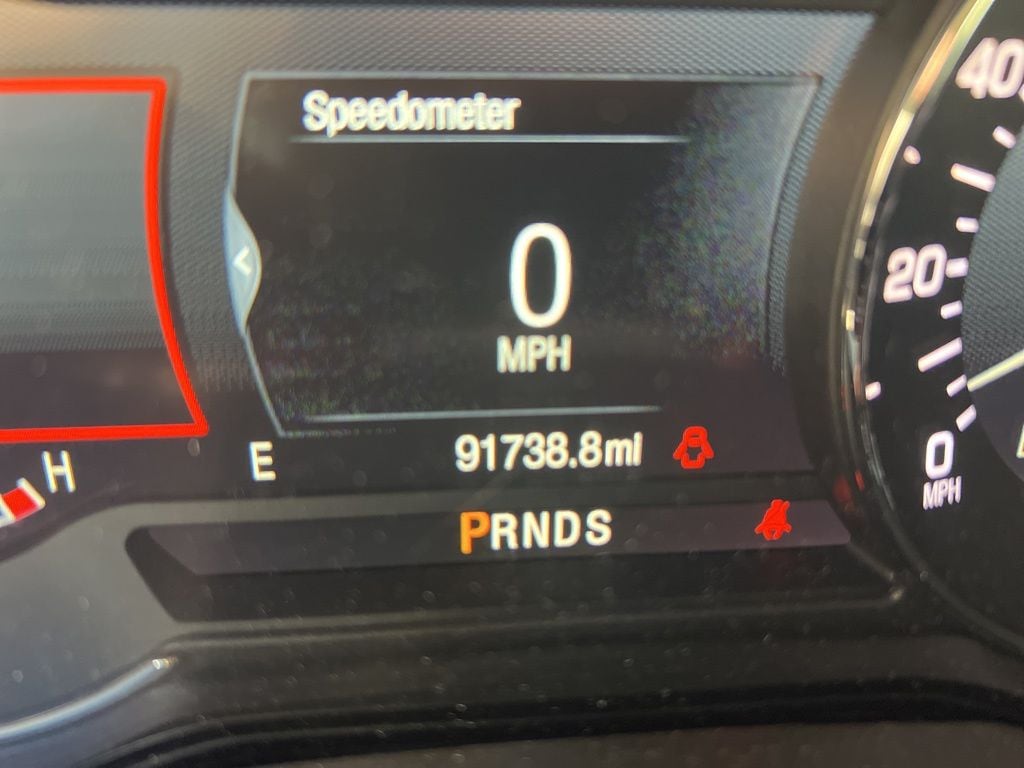 Speedometer
0
MPH
40
20
0
MPH
H
E
91738.8mi
PRNDS